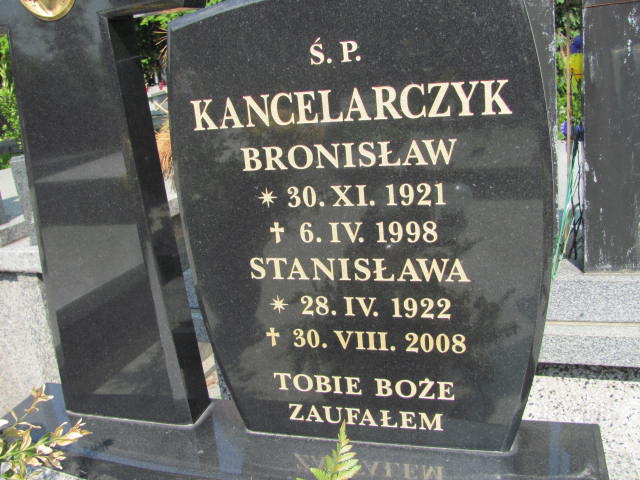 Ś. P.
KANCELARCZYK
BRONISŁAW
✴ 30. XI. 1921
† 6. IV. 1998
STANISŁAWA
✴ 28. IV. 1922
† 30. VIII. 2008
TOBIE BOŻE
ZAUFAŁEM